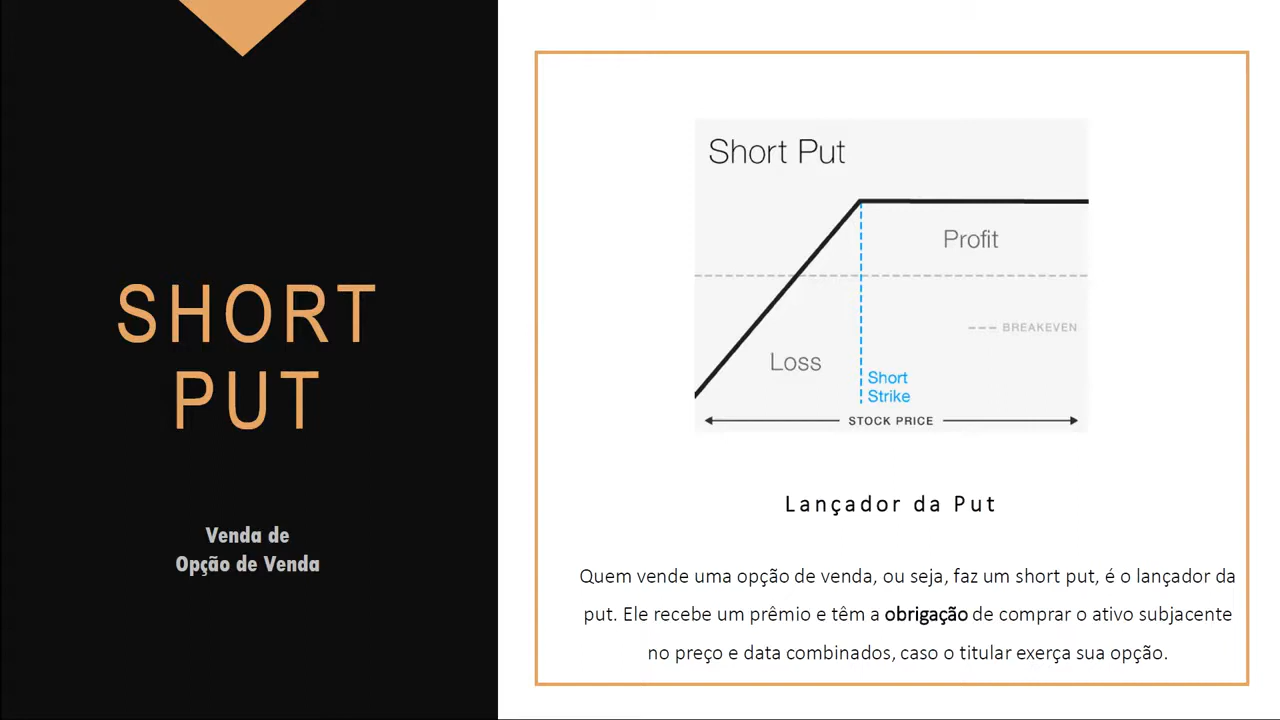 SHORT
PUT
Venda de
Opção de Venda
Short Put
Profit
BREAKEVEN
Loss
Short
Strike
STOCK PRICE
Lançador da Put
Quem vende uma opção de venda, ou seja, faz um short put, é o lançador da
put. Ele recebe um prêmio e têm a obrigação de comprar o ativo subjacente
no preço e data combinados, caso o titular exerça sua opção.